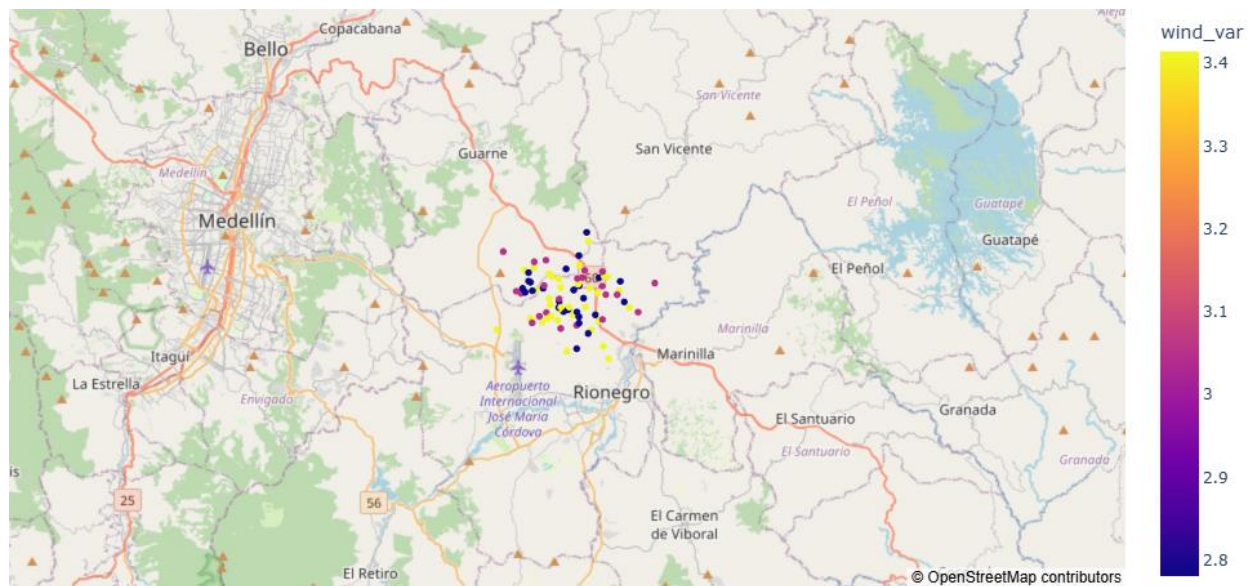 Copacabana
Bello
wind_var
3.4
San Vicente
3.3
Guarne
San Vicente
Medellín
El Peñol
Guatapé
Medellín
3.2
Guatapé
El Peñol
60
3.1
Marinilla
Itagüí
Marinilla
La Estrella
Aeropuerto
Internacional
José María
Córdova
Rionegro
3
Envigado
El Santuario
Granada
El Santuario
Granada
2.9
is
25
56
El Carmen
de Viboral
El Retiro
2.8
© OpenStreetMap contributors